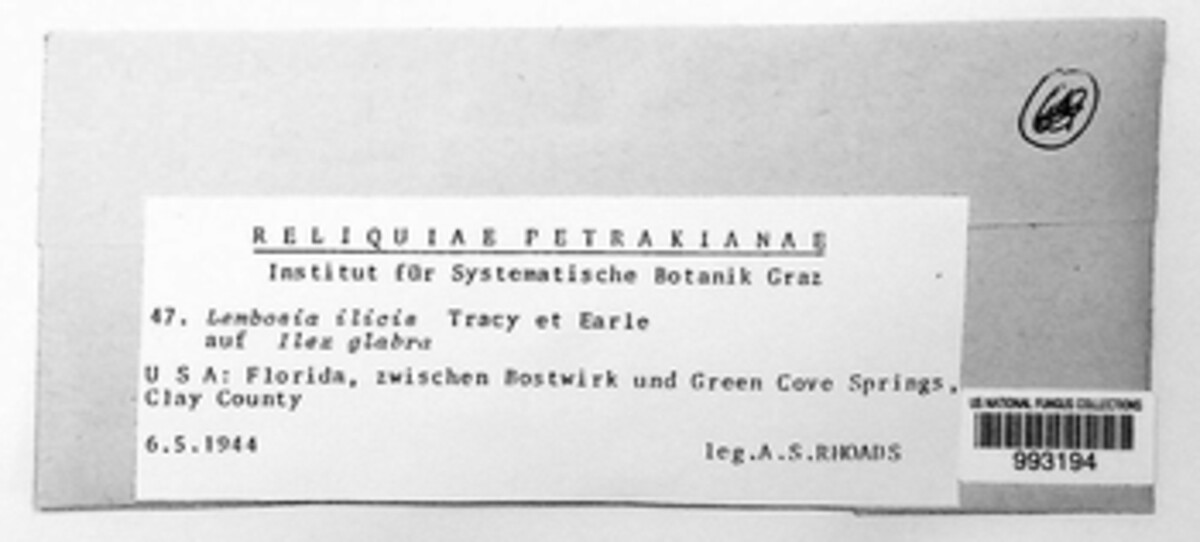 RELIQUIAE PETRAKIANAE
Institut für Systematische Botanik Graz
47. Lembosia ilicis Tracy et Earle
auf Ilex glabra
U S A: Florida, zwischen Bostwirk und Green Cove Springs,
Clay County
6.5.1944
leg.A.S.RHOADS
US NATIONAL FUNGUS COLLECTIONS
993194